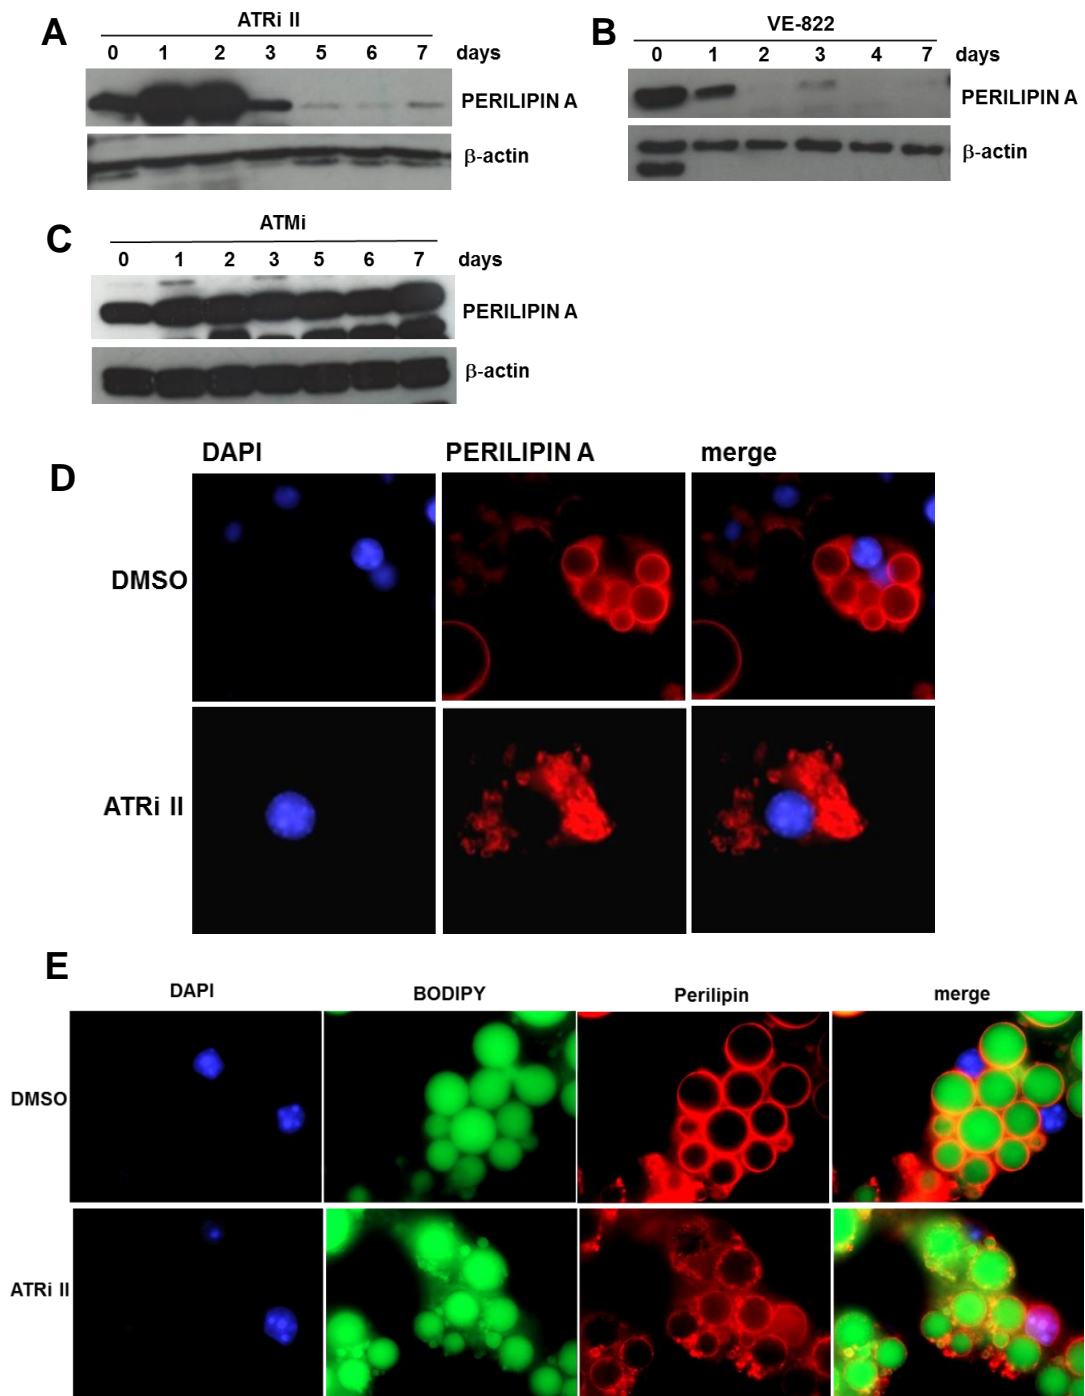 A
ATRi II
0 1 2 3 5 6 7 days
PERILIPIN A
β-actin
B
VE-822
0 1 2 3 4 7 days
PERILIPIN A
β-actin
C
ATMi
0 1 2 3 5 6 7 days
PERILIPIN A
β-actin
D
DAPI PERILIPIN A merge
DMSO
ATRi II
E
DAPI BODIPY Perilipin merge
DMSO
ATRi II